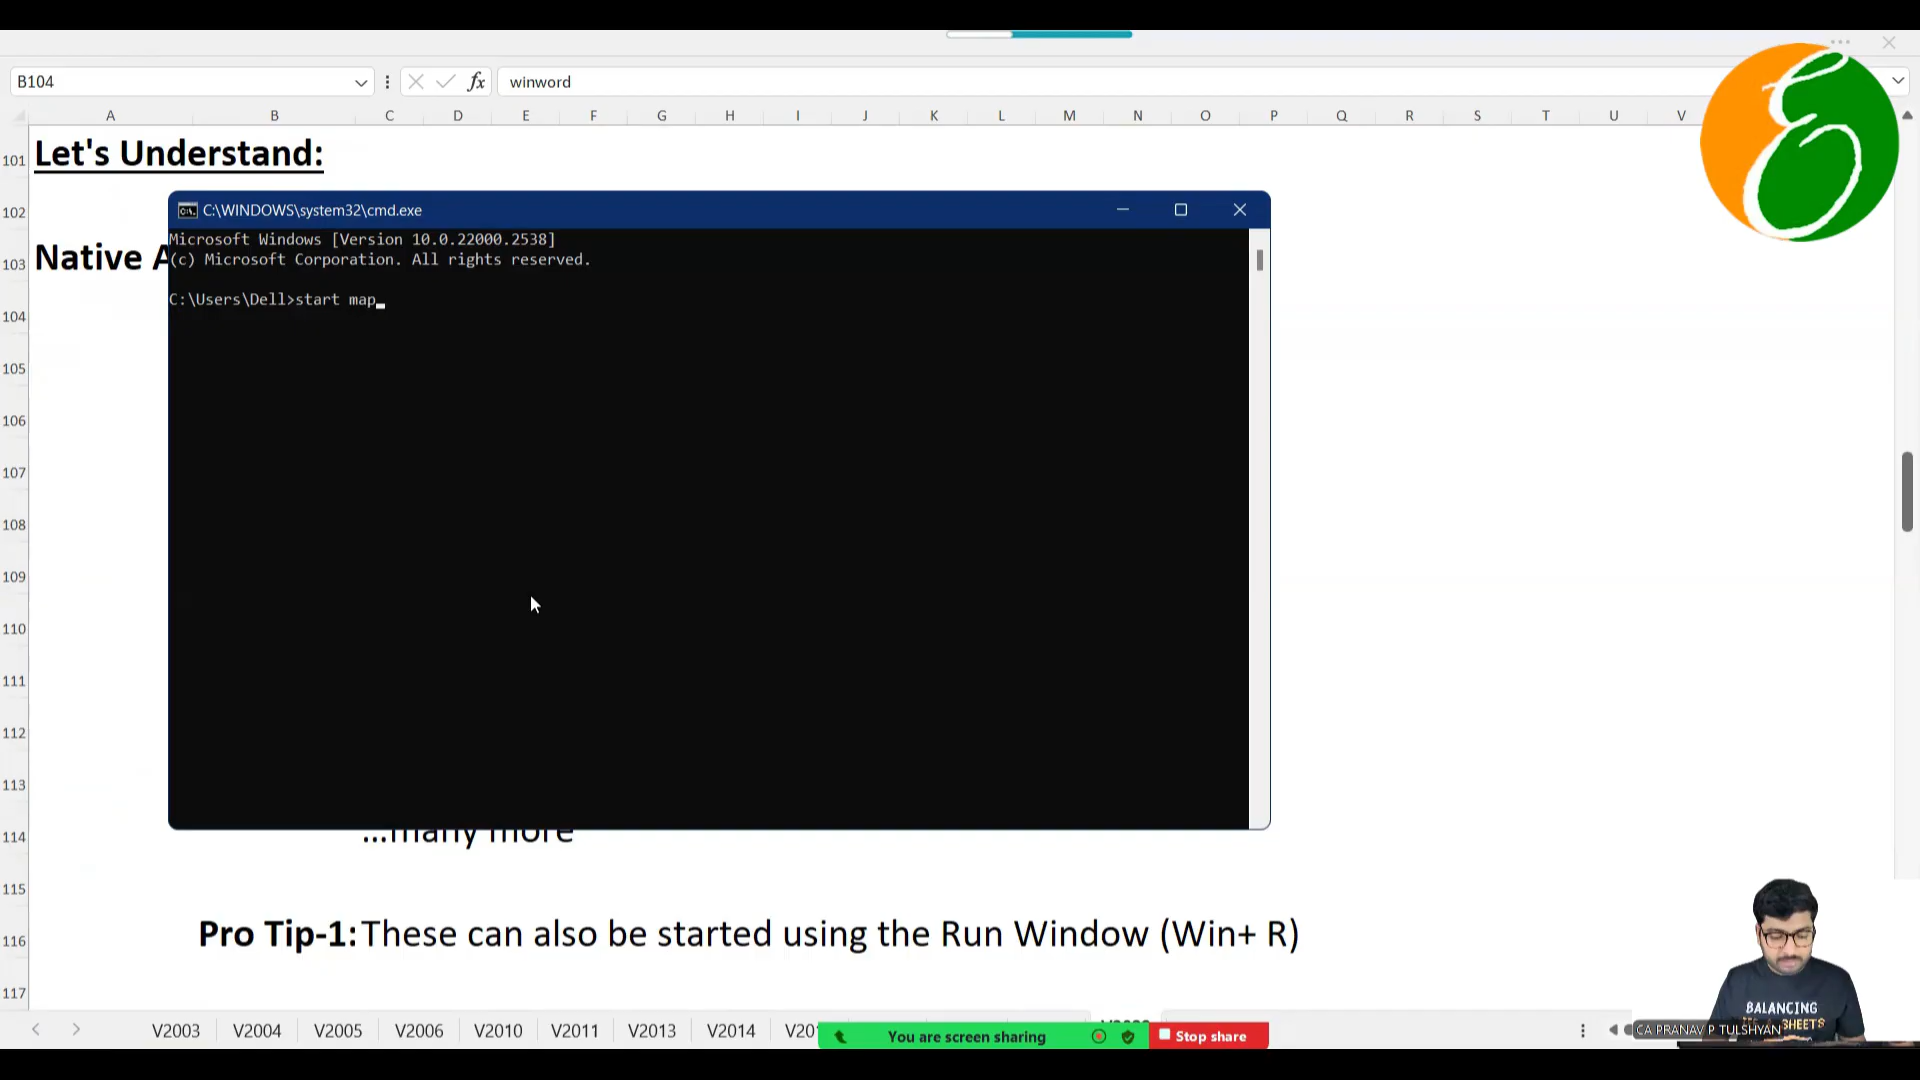 B104
fx
winword
A B C D E F G H I J K L M N O P Q R S T U V
101 Let's Understand:
C:\WINDOWS\system32\cmd.exe
Microsoft Windows [Version 10.0.22000.2538]
102
103 Native A
(c) Microsoft Corporation. All rights reserved.
C:\Users\Dell>start map
104
105
106
107
108
109
110
111
112
113
114 ...many more
115
116 Pro Tip-1: These can also be started using the Run Window (Win+ R)
117
BALANCING
SHEETS
CA PRANAV P TULSHYAN
V2003 V2004 V2005 V2006 V2010 V2011 V2013 V2014 V20
You are screen sharing
Stop share